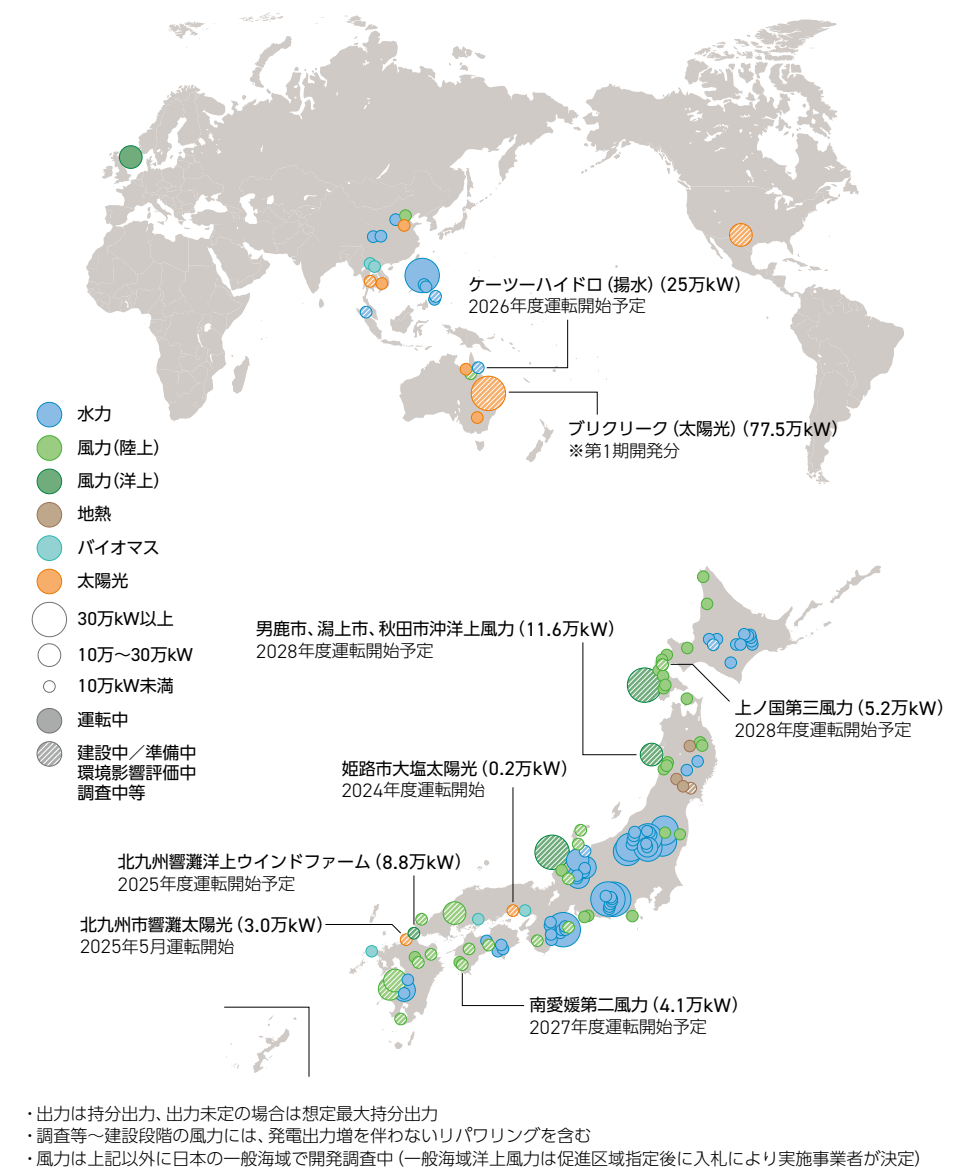 ケーツーハイドロ（揚水）（25万kW）
2026年度運転開始予定
ブリクリーク（太陽光）（77.5万kW）
※第1期開発分
水力
風力（陸上）
風力（洋上）
地熱
バイオマス
太陽光
30万kW以上
10万～30万kW
10万kW未満
運転中
建設中／準備中
環境影響評価中
調査中等
男鹿市、潟上市、秋田市沖洋上風力（11.6万kW）
2028年度運転開始予定
上ノ国第三風力（5.2万kW）
2028年度運転開始予定
姫路市大塩太陽光（0.2万kW）
2024年度運転開始
北九州響灘洋上ウインドファーム（8.8万kW）
2025年度運転開始予定
北九州市響灘太陽光（3.0万kW）
2025年5月運転開始
南愛媛第二風力（4.1万kW）
2027年度運転開始予定
・出力は持分出力、出力未定の場合は想定最大持分出力
・調査等～建設段階の風力には、発電出力増を伴わないリパワリングを含む
・風力は上記以外に日本の一般海域で開発調査中（一般海域洋上風力は促進区域指定後に入札により実施事業者が決定）